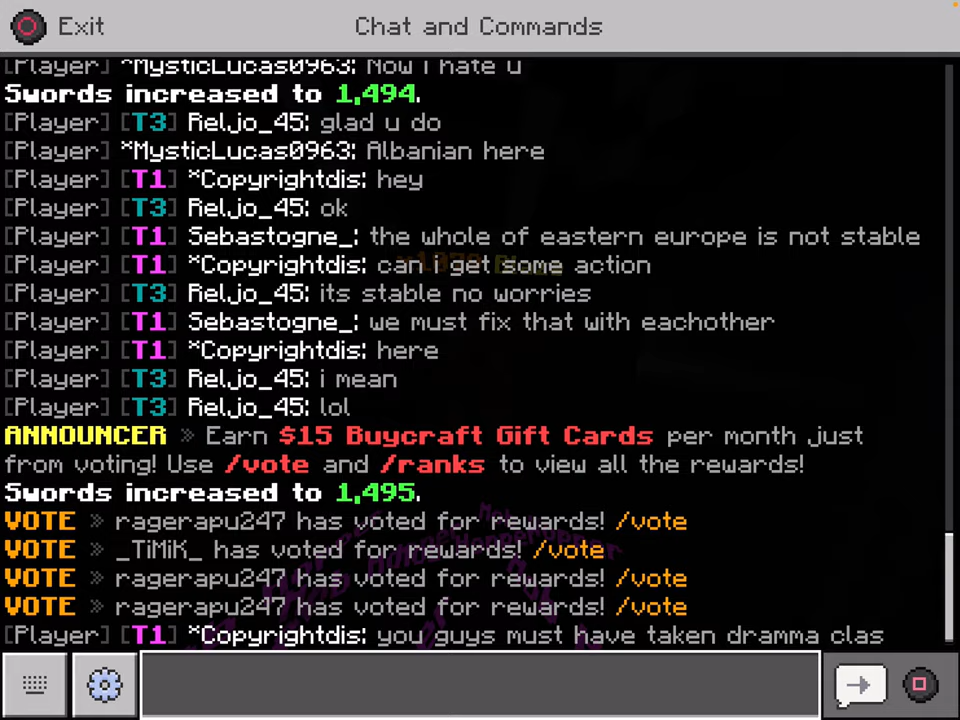 Exit
Chat and Commands
[Player] *MysticLucas0963: Now i hate u
Swords increased to 1,494.
[Player] [T3] Reljo_45: glad u do
[Player] *MysticLucas0963: Albanian here
[Player] [T1] *Copyrightdis: hey
[Player] [T3] Reljo_45: ok
[Player] [T1] Sebastogne_: the whole of eastern europe is not stable
[Player] [T1] *Copyrightdis: can i get some action
[Player] [T3] Reljo_45: its stable no worries
[Player] [T1] Sebastogne_: we must fix that with eachother
[Player] [T1] *Copyrightdis: here
[Player] [T3] Reljo_45: i mean
[Player] [T3] Reljo_45: lol
ANNOUNCER » Earn $15 Buycraft Gift Cards per month just
from voting! Use /vote and /ranks to view all the rewards!
Swords increased to 1,495.
VOTE » ragerapu247 has voted for rewards! /vote
VOTE » _TiMiK_ has voted for rewards! /vote
VOTE » ragerapu247 has voted for rewards! /vote
VOTE » ragerapu247 has voted for rewards! /vote
[Player] [T1] *Copyrightdis: you guys must have taken dramma clas